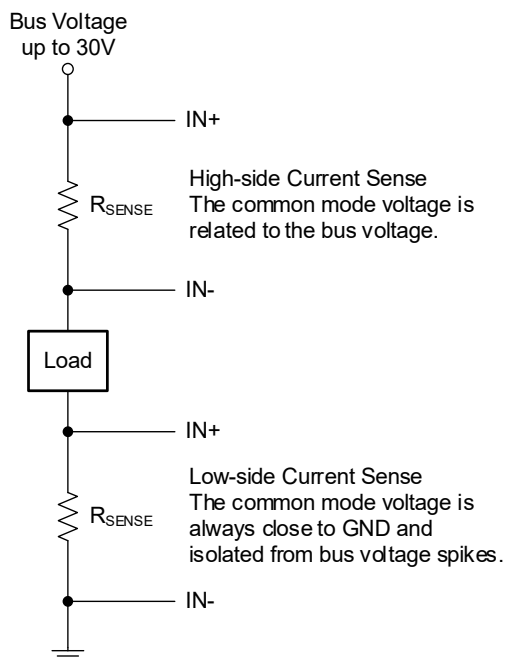 Bus Voltage
up to 30V
IN+
RSENSE
High-side Current Sense
The common mode voltage is
related to the bus voltage.
IN-
Load
IN+
RSENSE
Low-side Current Sense
The common mode voltage is
always close to GND and
isolated from bus voltage spikes.
IN-